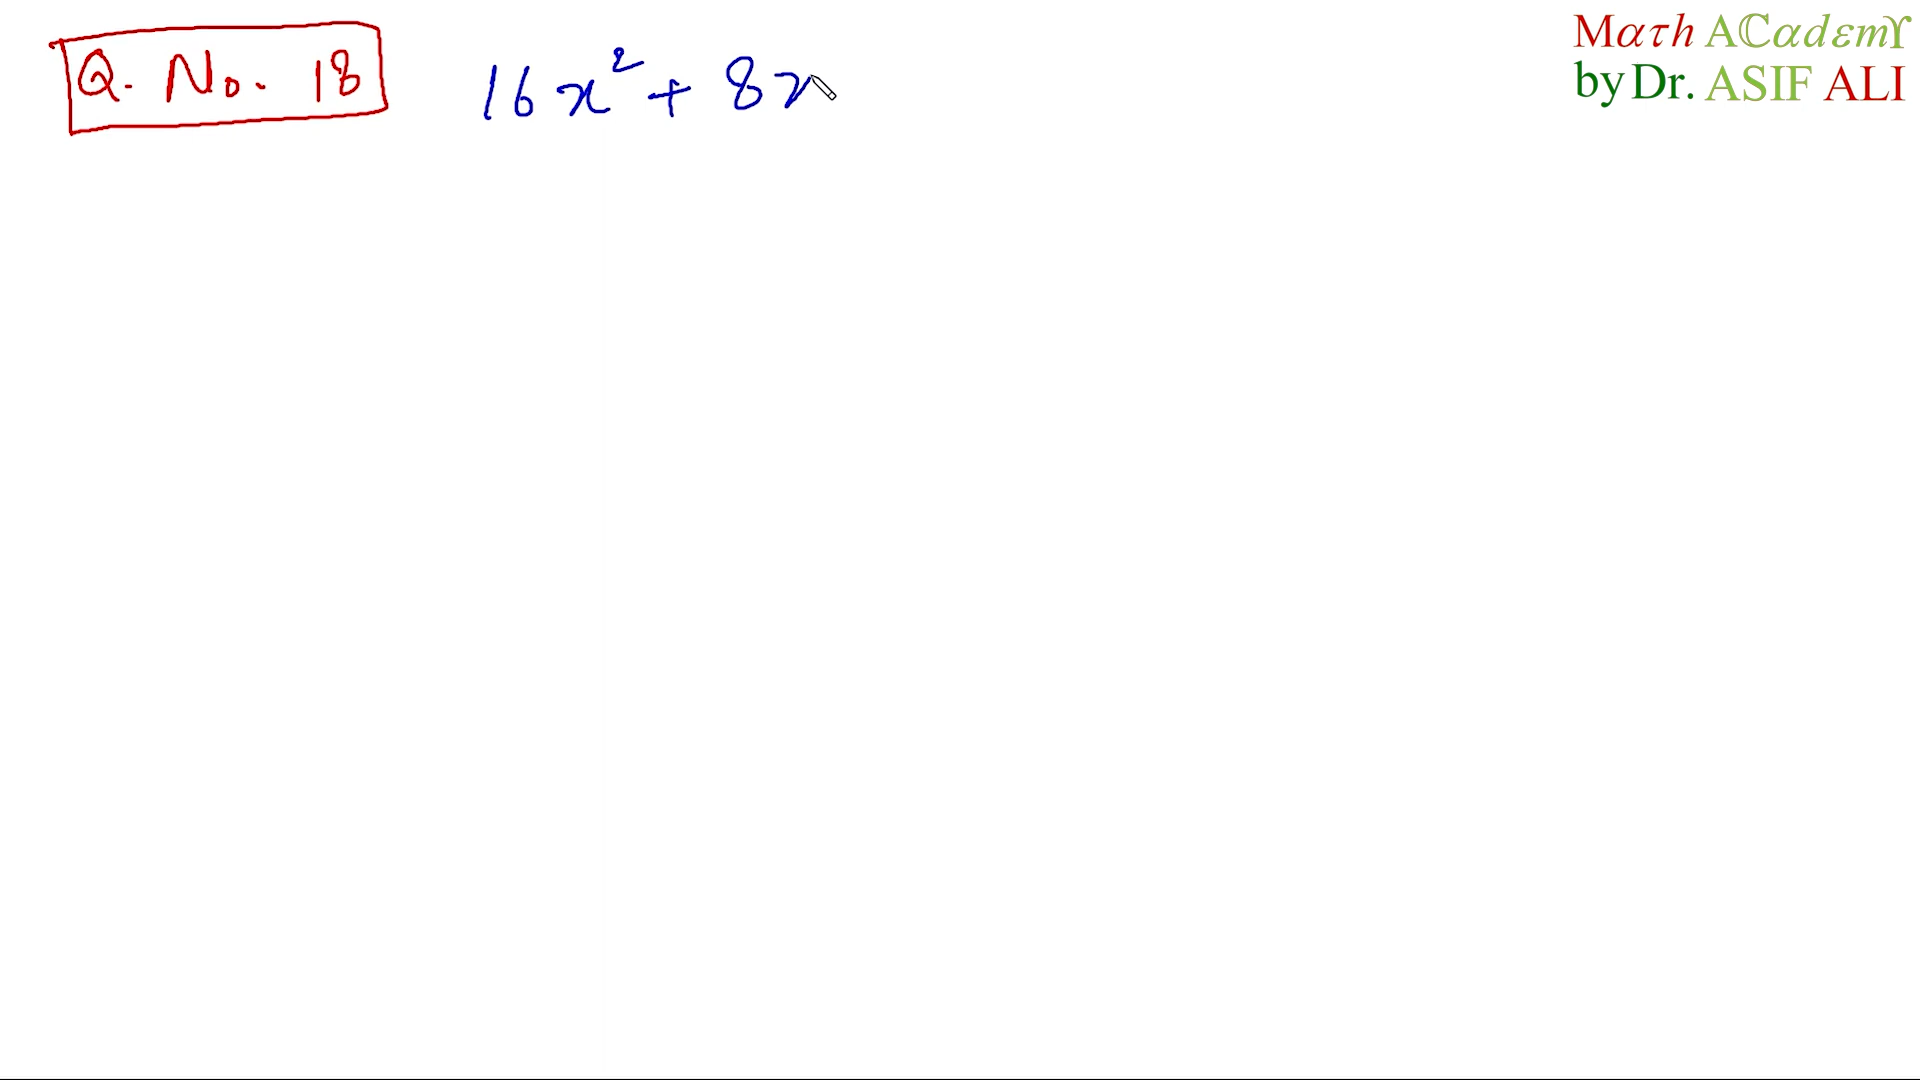 Q. No. 18 16x² + 8x
Mατh ACαdεmϒ
by Dr. ASIF ALI